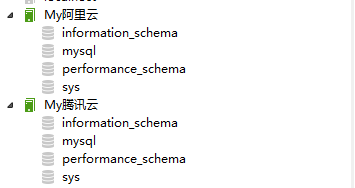 My阿里云
information_schema
mysql
performance_schema
sys
My腾讯云
information_schema
mysql
performance_schema
sys